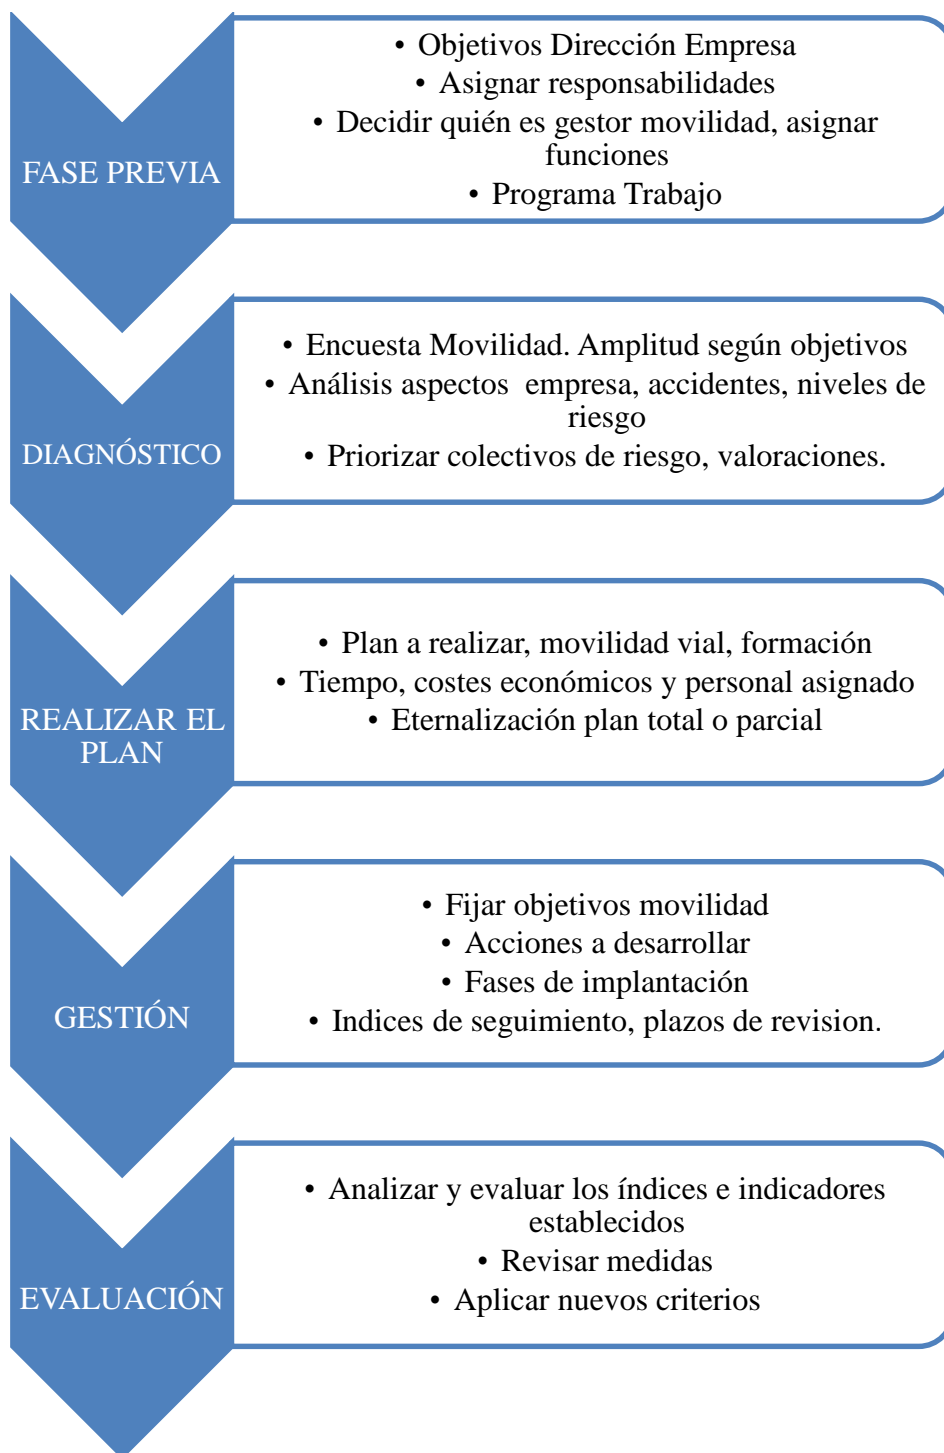 FASE PREVIA
• Objetivos Dirección Empresa
• Asignar responsabilidades
• Decidir quién es gestor movilidad, asignar
funciones
• Programa Trabajo
DIAGNÓSTICO
• Encuesta Movilidad. Amplitud según objetivos
• Análisis aspectos  empresa, accidentes, niveles de
riesgo
• Priorizar colectivos de riesgo, valoraciones.
REALIZAR EL
PLAN
• Plan a realizar, movilidad vial, formación
• Tiempo, costes económicos y personal asignado
• Eternalización plan total o parcial
GESTIÓN
• Fijar objetivos movilidad
• Acciones a desarrollar
• Fases de implantación
• Indices de seguimiento, plazos de revision.
EVALUACIÓN
• Analizar y evaluar los índices e indicadores
establecidos
• Revisar medidas
• Aplicar nuevos criterios